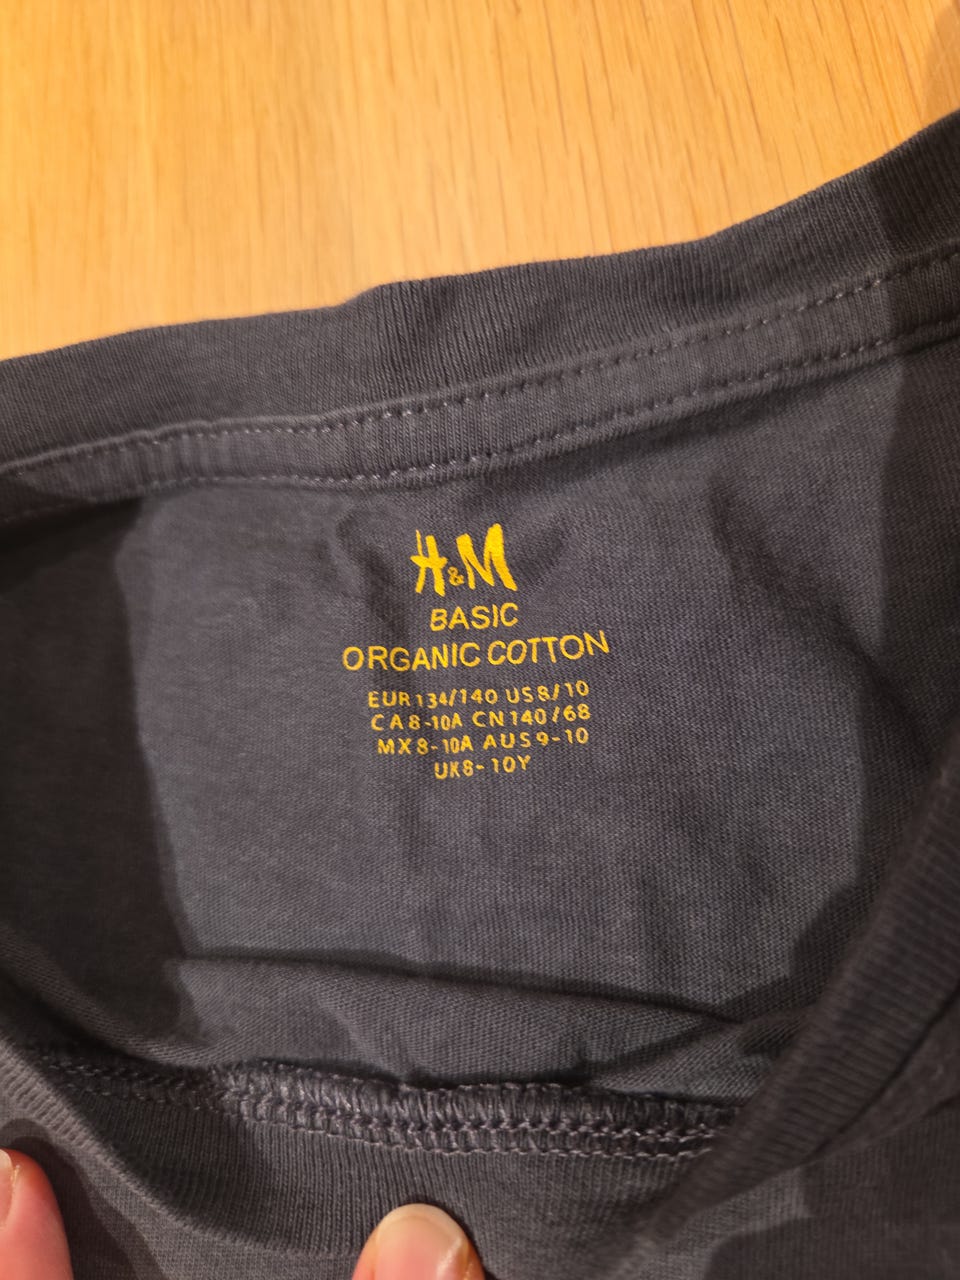 H&M
BASIC
ORGANIC COTTON
EUR 134/140 US 8/10
CA 8-10A CN 140/68
MX 8-10A AUS 9-10
UK 8-10Y